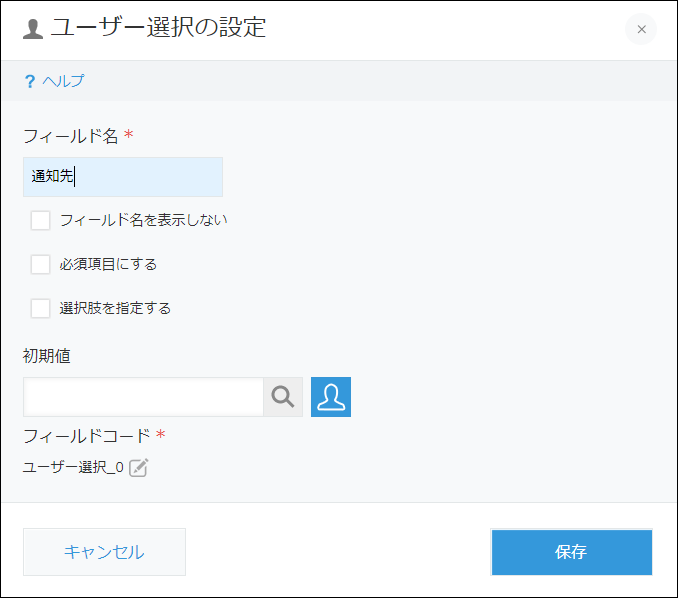 ユーザー選択の設定
? ヘルプ
フィールド名 *
通知先
フィールド名を表示しない
必須項目にする
選択肢を指定する
初期値
フィールドコード *
ユーザー選択_0
キャンセル
保存